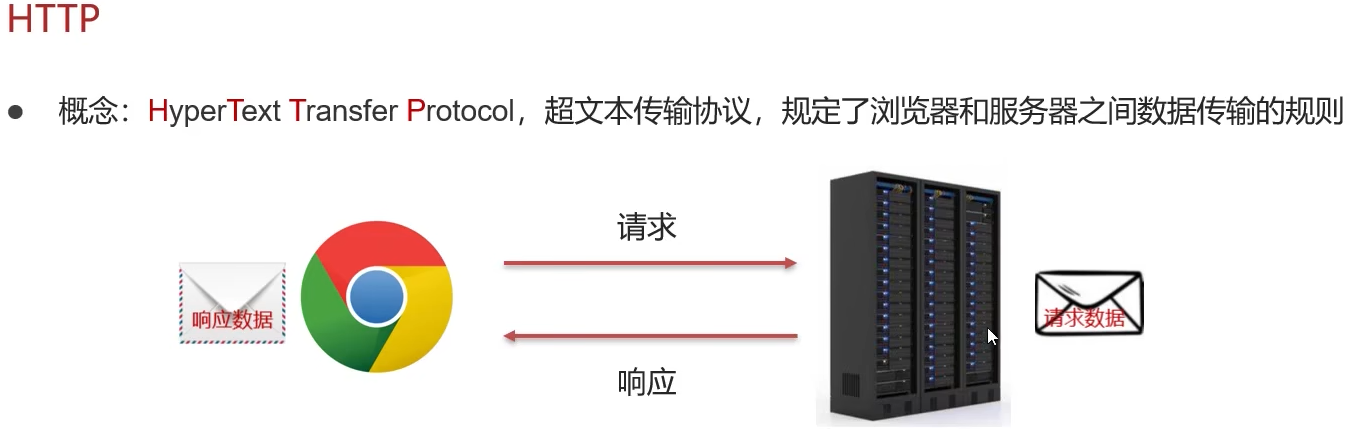 HTTP
● 概念：HyperText Transfer Protocol，超文本传输协议，规定了浏览器和服务器之间数据传输的规则
请求
响应数据
请求数据
响应